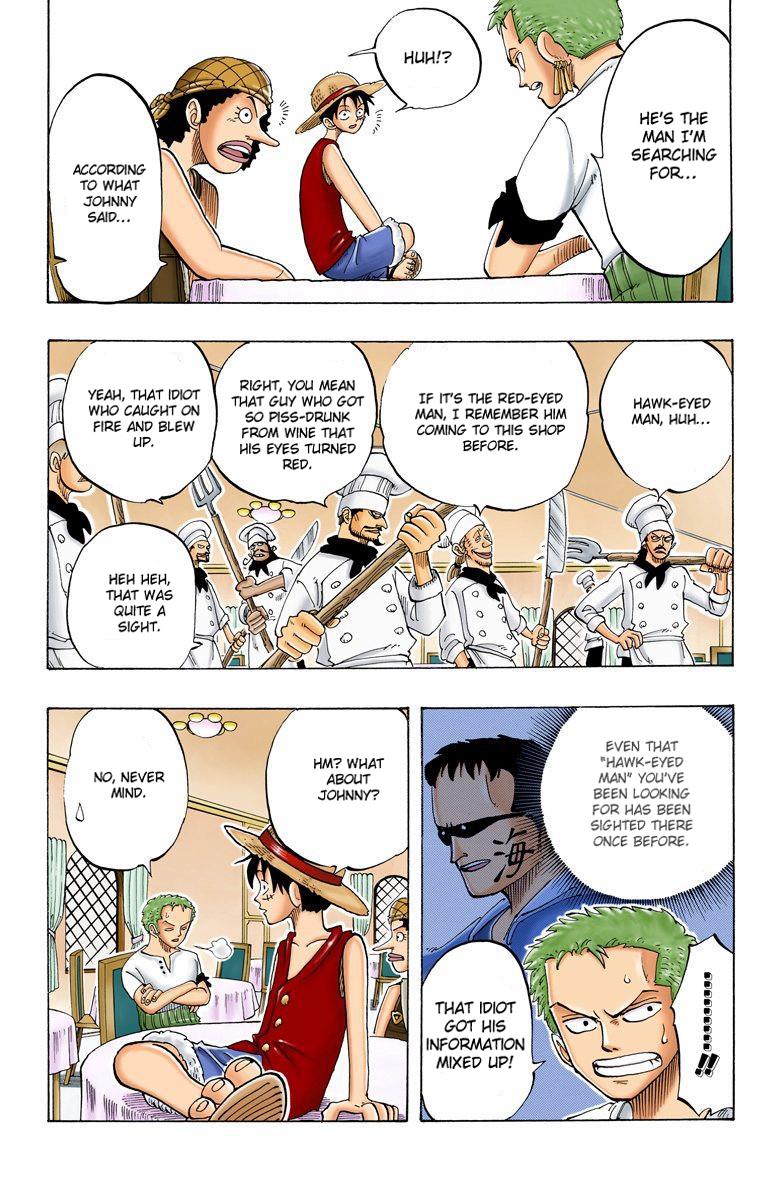 HE'S THE
MAN I'M
SEARCHING
FOR...
HUH!?
ACCORDING
TO WHAT
JOHNNY
SAID...
HAWK-EYED
MAN, HUH...
IF IT'S THE RED-EYED
MAN, I REMEMBER HIM
COMING TO THIS SHOP
BEFORE.
RIGHT, YOU MEAN
THAT GUY WHO GOT
SO PISS-DRUNK
FROM WINE THAT
HIS EYES TURNED
RED.
YEAH, THAT IDIOT
WHO CAUGHT ON
FIRE AND BLEW
UP.
HEH HEH,
THAT WAS
QUITE A
SIGHT.
EVEN THAT
"HAWK-EYED
MAN" YOU'VE
BEEN LOOKING
FOR HAS BEEN
SIGHTED THERE
ONCE BEFORE.
海
............!!
THAT IDIOT
GOT HIS
INFORMATION
MIXED UP!
HM? WHAT
ABOUT
JOHNNY?
NO, NEVER
MIND.